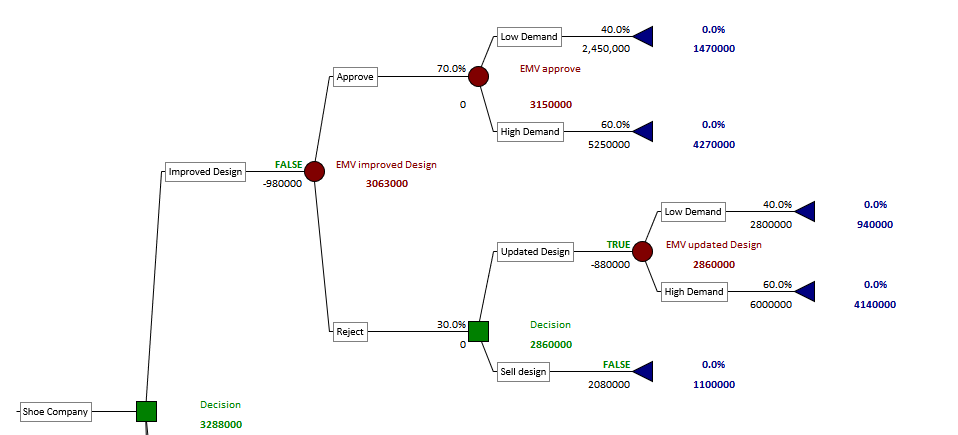 40.0% 0.0%
Low Demand
2,450,000 1470000
70.0% EMV approve
Approve
0 3150000
60.0% 0.0%
High Demand
5250000 4270000
FALSE EMV improved Design
Improved Design
-980000 3063000
40.0% 0.0%
Low Demand
2800000 940000
TRUE EMV updated Design
Updated Design
-880000 2860000
60.0% 0.0%
High Demand
6000000 4140000
30.0% Decision
Reject
0 2860000
FALSE 0.0%
Sell design
2080000 1100000
Decision
Shoe Company
3288000